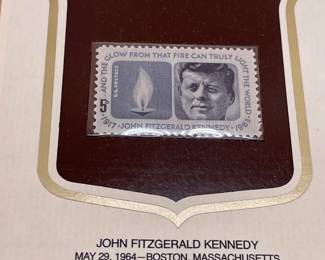 AND THE GLOW FROM THAT FIRE CAN TRULY LIGHT THE WORLD
U.S. POSTAGE
5¢
1917 · JOHN FITZGERALD KENNEDY · 1963
JOHN FITZGERALD KENNEDY
MAY 29, 1964—BOSTON, MASSACHUSETTS